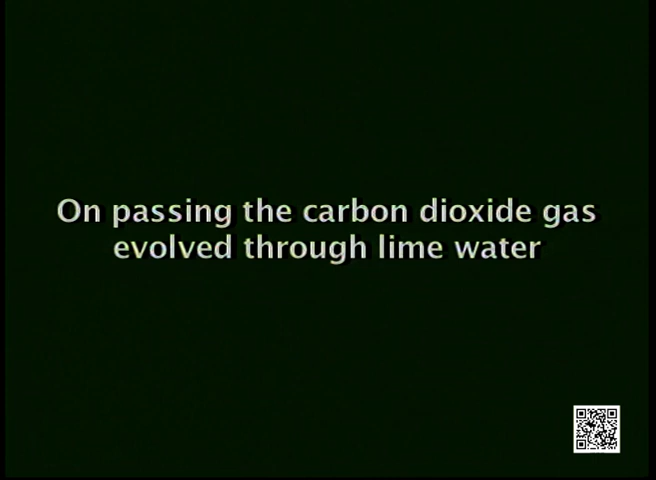 On passing the carbon dioxide gas
evolved through lime water